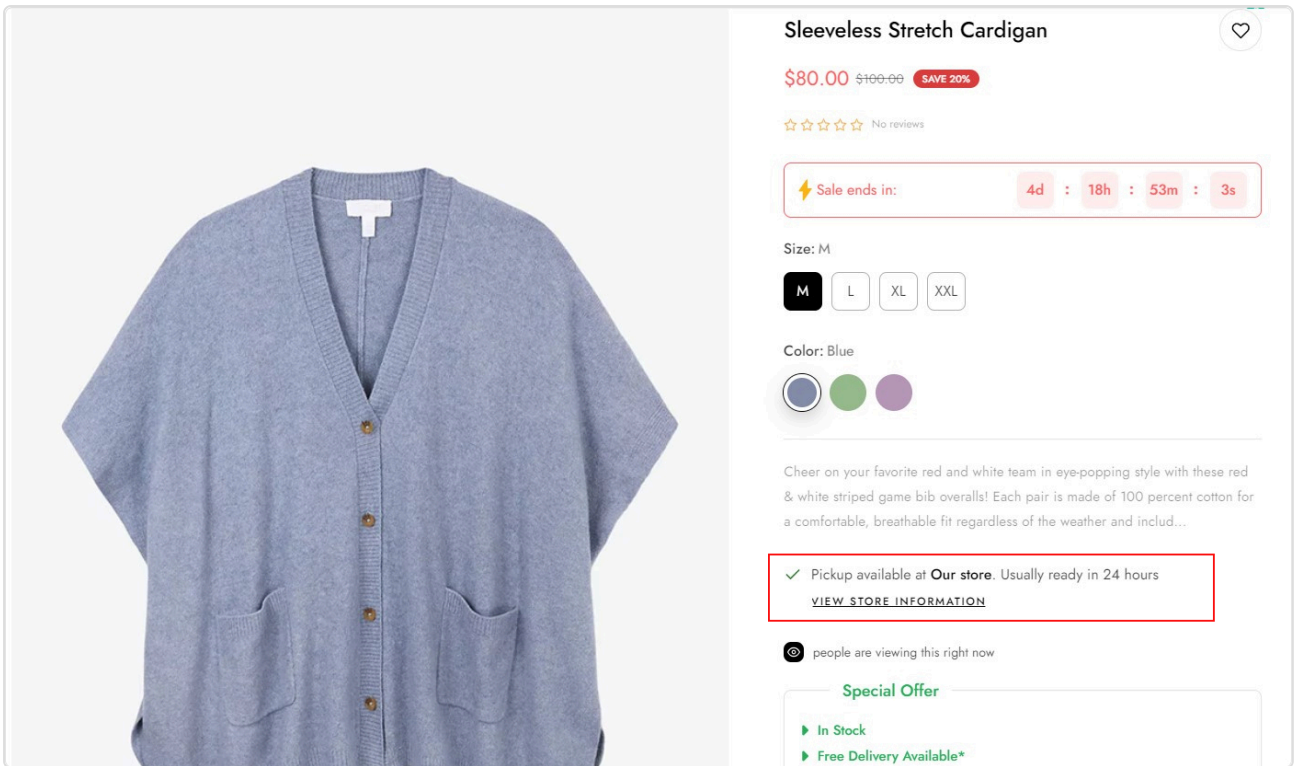 Sleeveless Stretch Cardigan
$80.00 $100.00 SAVE 20%
No reviews
Sale ends in: 4d : 18h : 53m : 3s
Size: M
M L XL XXL
Color: Blue
Cheer on your favorite red and white team in eye-popping style with these red
& white striped game bib overalls! Each pair is made of 100 percent cotton for
a comfortable, breathable fit regardless of the weather and includ...
Pickup available at Our store. Usually ready in 24 hours
VIEW STORE INFORMATION
people are viewing this right now
Special Offer
In Stock
Free Delivery Available*